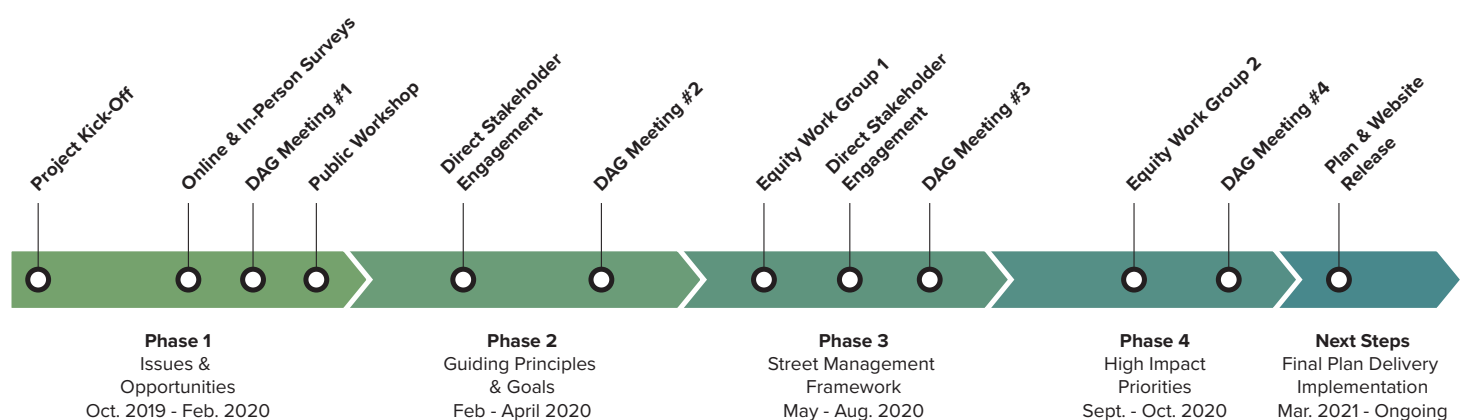 Project Kick-Off
Online & In-Person Surveys
DAG Meeting #1
Public Workshop
Direct Stakeholder
Engagement
DAG Meeting #2
Equity Work Group 1
Direct Stakeholder
Engagement
DAG Meeting #3
Equity Work Group 2
DAG Meeting #4
Plan & Website
Release
Phase 1
Issues &
Opportunities
Oct. 2019 - Feb. 2020
Phase 2
Guiding Principles
& Goals
Feb - April 2020
Phase 3
Street Management
Framework
May - Aug. 2020
Phase 4
High Impact
Priorities
Sept. - Oct. 2020
Next Steps
Final Plan Delivery
Implementation
Mar. 2021 - Ongoing